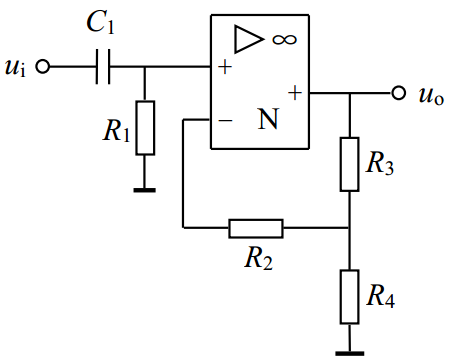 C1
ui
▷ ∞
+
+
uo
R1
−
N
R3
R2
R4